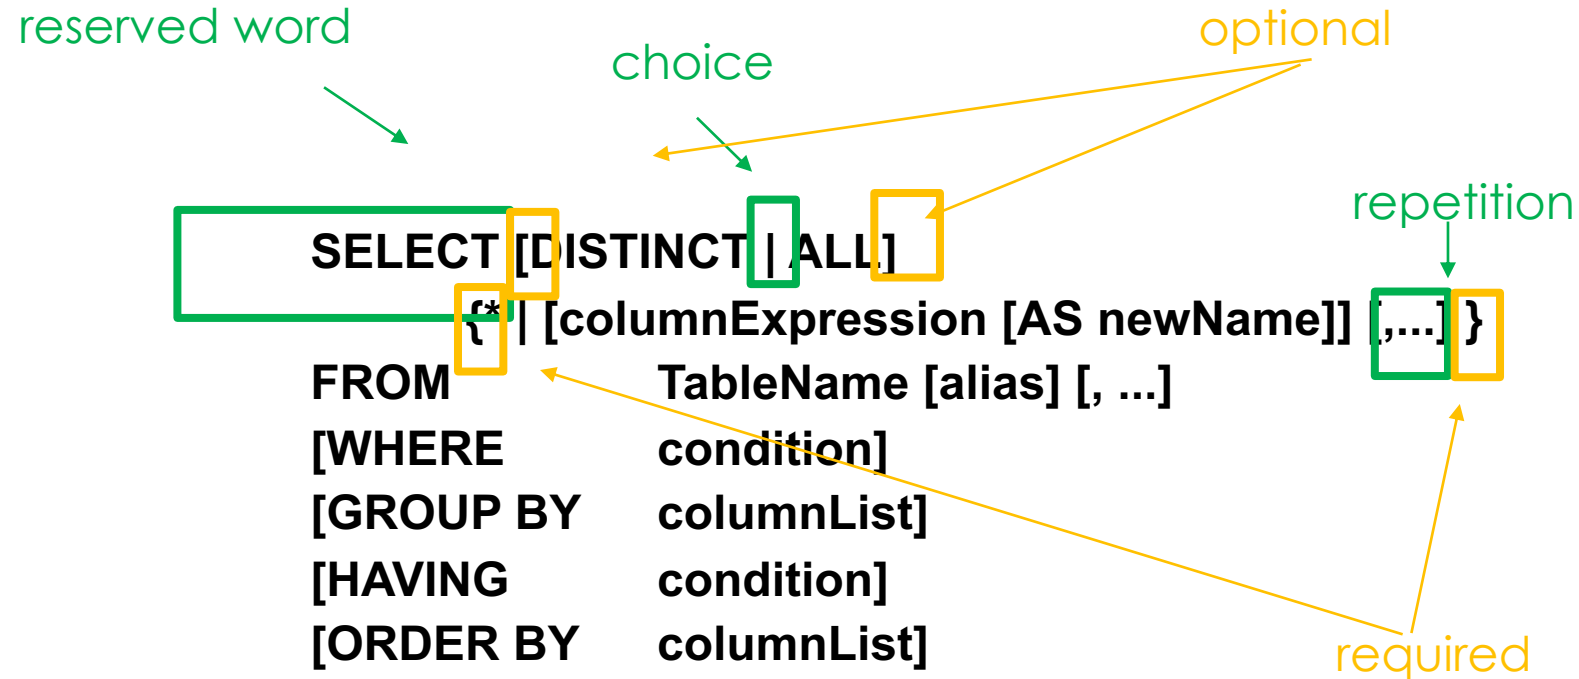 reserved word
choice
optional
repetition
SELECT [DISTINCT | ALL]
{* | [columnExpression [AS newName]] [,...] }
FROM TableName [alias] [, ...]
[WHERE condition]
[GROUP BY columnList]
[HAVING condition]
[ORDER BY columnList]
required